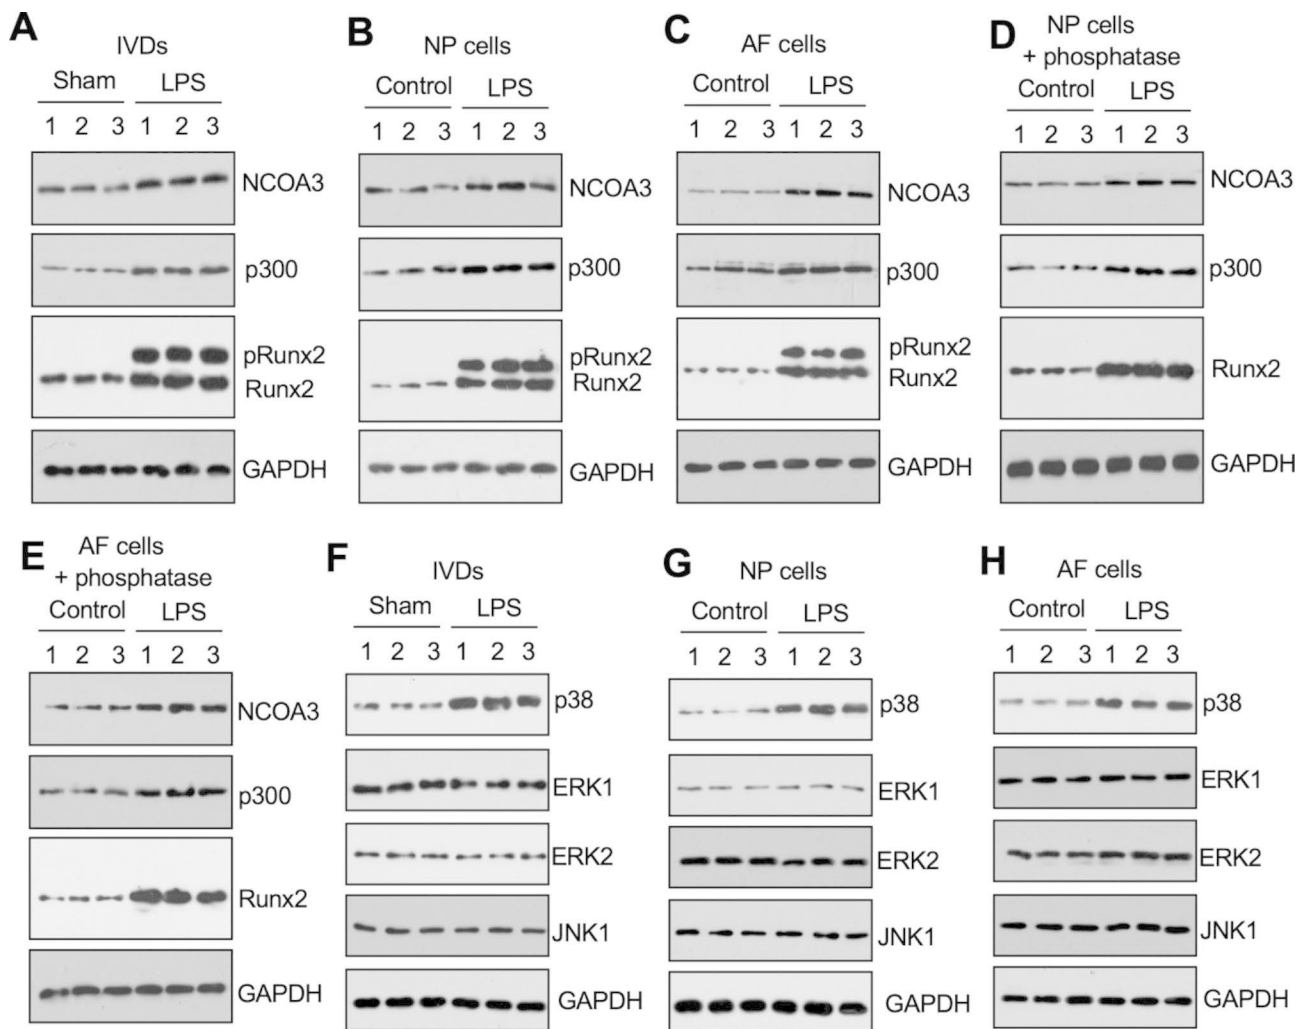 A
IVDs
Sham LPS
1 2 3 1 2 3
NCOA3
p300
pRunx2
Runx2
GAPDH
B
NP cells
Control LPS
1 2 3 1 2 3
NCOA3
p300
pRunx2
Runx2
GAPDH
C
AF cells
Control LPS
1 2 3 1 2 3
NCOA3
p300
pRunx2
Runx2
GAPDH
D
NP cells
+ phosphatase
Control LPS
1 2 3 1 2 3
NCOA3
p300
Runx2
GAPDH
E
AF cells
+ phosphatase
Control LPS
1 2 3 1 2 3
NCOA3
p300
Runx2
GAPDH
F
IVDs
Sham LPS
1 2 3 1 2 3
p38
ERK1
ERK2
JNK1
GAPDH
G
NP cells
Control LPS
1 2 3 1 2 3
p38
ERK1
ERK2
JNK1
GAPDH
H
AF cells
Control LPS
1 2 3 1 2 3
p38
ERK1
ERK2
JNK1
GAPDH